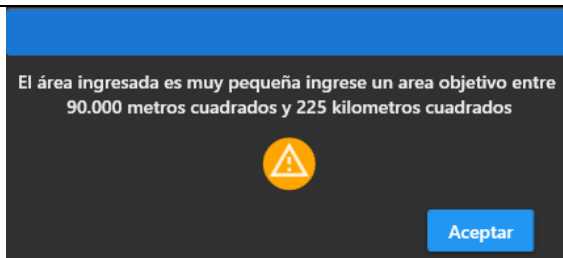 El área ingresada es muy pequeña ingrese un area objetivo entre
90.000 metros cuadrados y 225 kilometros cuadrados
Aceptar